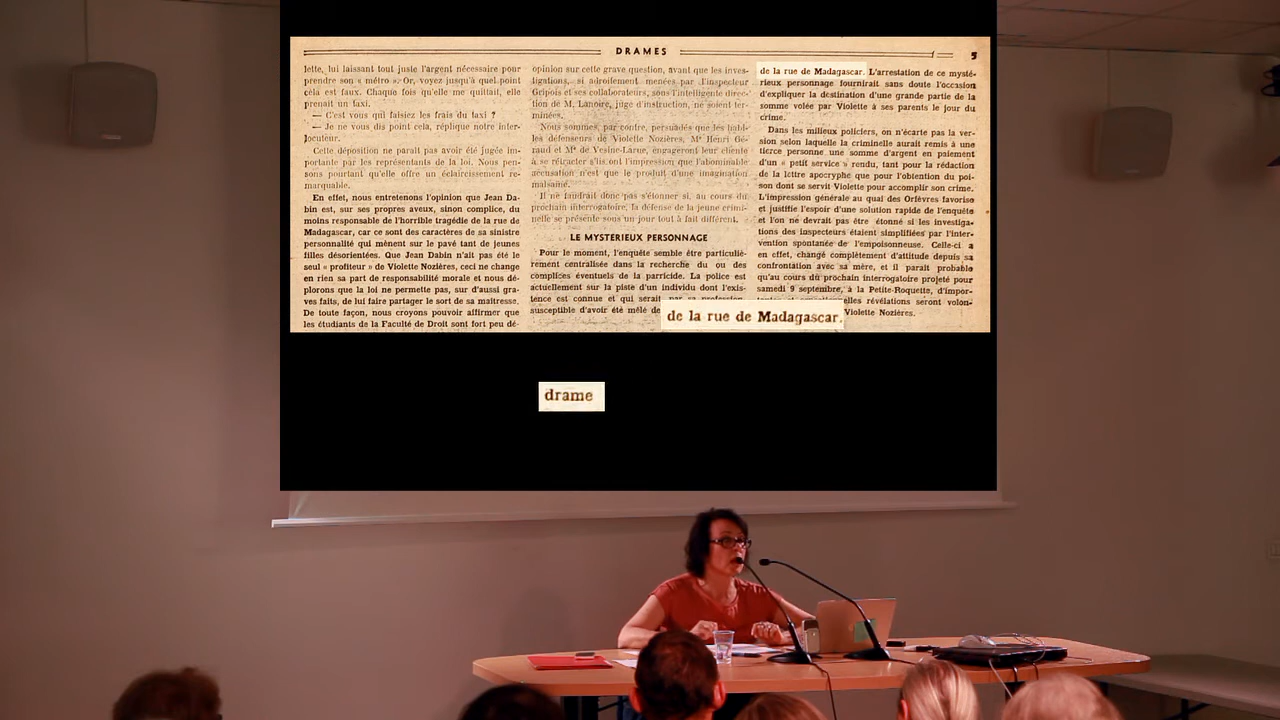 DRAMES
5
lette, lui laissant tout juste l'argent nécessaire pour
prendre son « métro ». Or, voyez jusqu'à quel point
cela est faux. Chaque fois qu'elle me quittait, elle
prenait un taxi.
— C'est vous qui faisiez les frais du taxi ?
— Je ne vous dis point cela, réplique notre inter-
locuteur.
Cette déposition ne paraît pas avoir été jugée im-
portante par les représentants de la loi. Nous pen-
sons pourtant qu'elle offre un éclaircissement re-
marquable.
En effet, nous entretenons l'opinion que Jean Da-
bin est, sur ses propres aveux, sinon complice, du
moins responsable de l'horrible tragédie de la rue de
Madagascar, car ce sont des caractères de sa sinistre
personnalité qui mènent sur le pavé tant de jeunes
filles désorientées. Que Jean Dabin n'ait pas été le
seul « profiteur » de Violette Nozières, ceci ne change
en rien sa part de responsabilité morale et nous dé-
plorons que la loi ne permette pas, sur d'aussi gra-
ves faits, de lui faire partager le sort de sa maîtresse.
De toute façon, nous croyons pouvoir affirmer que
les étudiants de la Faculté de Droit sont fort peu dé-
opinion sur cette grave question, avant que les inves-
tigations, si adroitement menées par l'inspecteur
Gripois et ses collaborateurs, sous l'intelligente direc-
tion de M. Lanoire, juge d'instruction, ne soient ter-
minées.
Nous sommes, par contre, persuadés que les habi-
les défenseurs de Violette Nozières, Mᵉ Henri Gé-
raud et Mᵉ de Vesine-Larue, engageront leur cliente
à se rétracter s'ils ont l'impression que l'abominable
accusation n'est que le produit d'une imagination
malsaine.
Il ne faudrait donc pas s'étonner si, au cours du
prochain interrogatoire, la défense de la jeune crimi-
nelle se présente sous un jour tout à fait différent.
LE MYSTÉRIEUX PERSONNAGE
Pour le moment, l'enquête semble être particuliè-
rement centralisée dans la recherche du ou des
complices éventuels de la parricide. La police est
actuellement sur la piste d'un individu dont l'exis-
tence est connue et qui serait, par sa profession,
susceptible d'avoir été mêlé de
de la rue de Madagascar.
de la rue de Madagascar. L'arrestation de ce mysté-
rieux personnage fournirait sans doute l'occasion
d'expliquer la destination d'une grande partie de la
somme volée par Violette à ses parents le jour du
crime.
Dans les milieux policiers, on n'écarte pas la ver-
sion selon laquelle la criminelle aurait remis à une
tierce personne une somme d'argent en paiement
d'un « petit service » rendu, tant pour la rédaction
de la lettre apocryphe que pour l'obtention du poi-
son dont se servit Violette pour accomplir son crime.
L'impression générale au quai des Orfèvres favorise
et justifie l'espoir d'une solution rapide de l'enquête
et l'on ne devrait pas être étonné si les investiga-
tions des inspecteurs étaient simplifiées par l'inter-
vention spontanée de l'empoisonneuse. Celle-ci a
en effet, changé complètement d'attitude depuis sa
confrontation avec sa mère, et il paraît probable
qu'au cours du prochain interrogatoire projeté pour
samedi 9 septembre, à la Petite-Roquette, d'impor-
elles révélations seront volon-
Violette Nozières.
drame